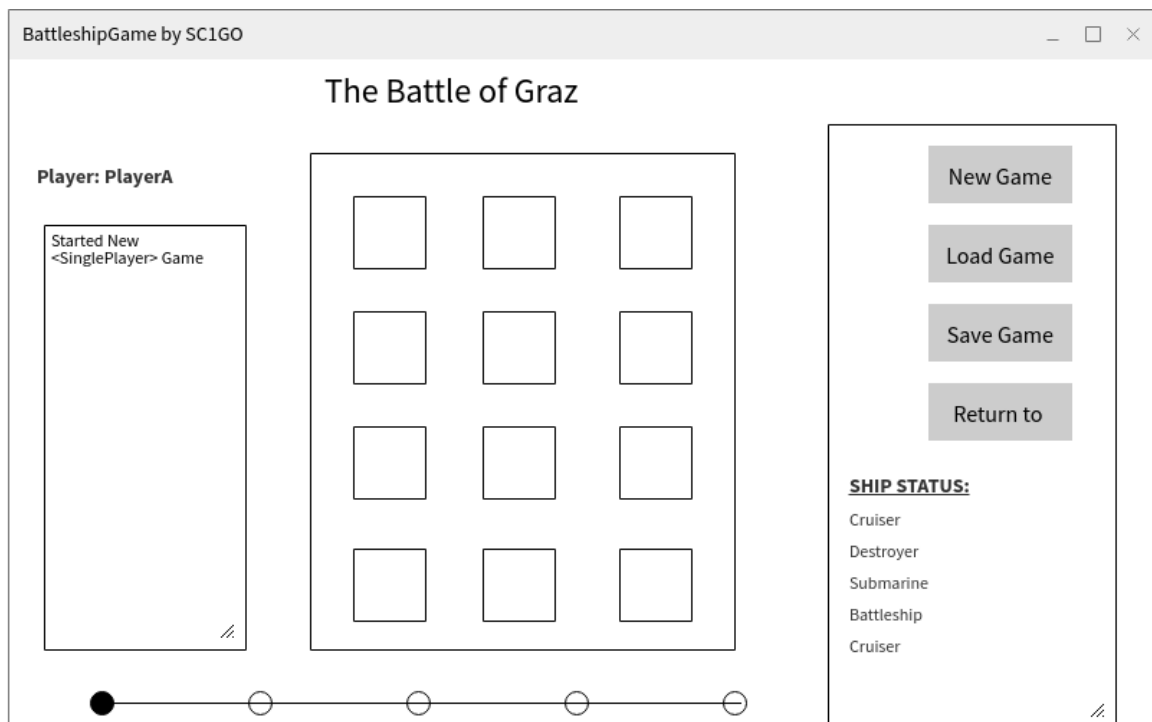 BattleshipGame by SC1GO
The Battle of Graz
Player: PlayerA
Started New
<SinglePlayer> Game
New Game
Load Game
Save Game
Return to
SHIP STATUS:
Cruiser
Destroyer
Submarine
Battleship
Cruiser